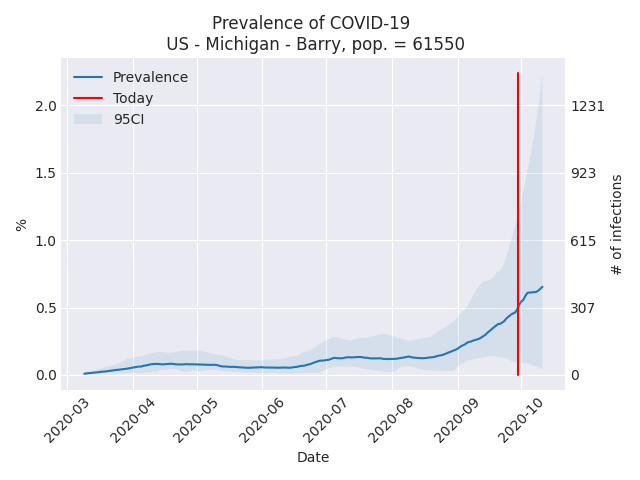 Prevalence of COVID-19
US - Michigan - Barry, pop. = 61550
Prevalence
Today
95CI
2.0
1.5
1.0
0.5
0.0
%
1231
923
615
307
0
# of infections
2020-03
2020-04
2020-05
2020-06
2020-07
2020-08
2020-09
2020-10
Date